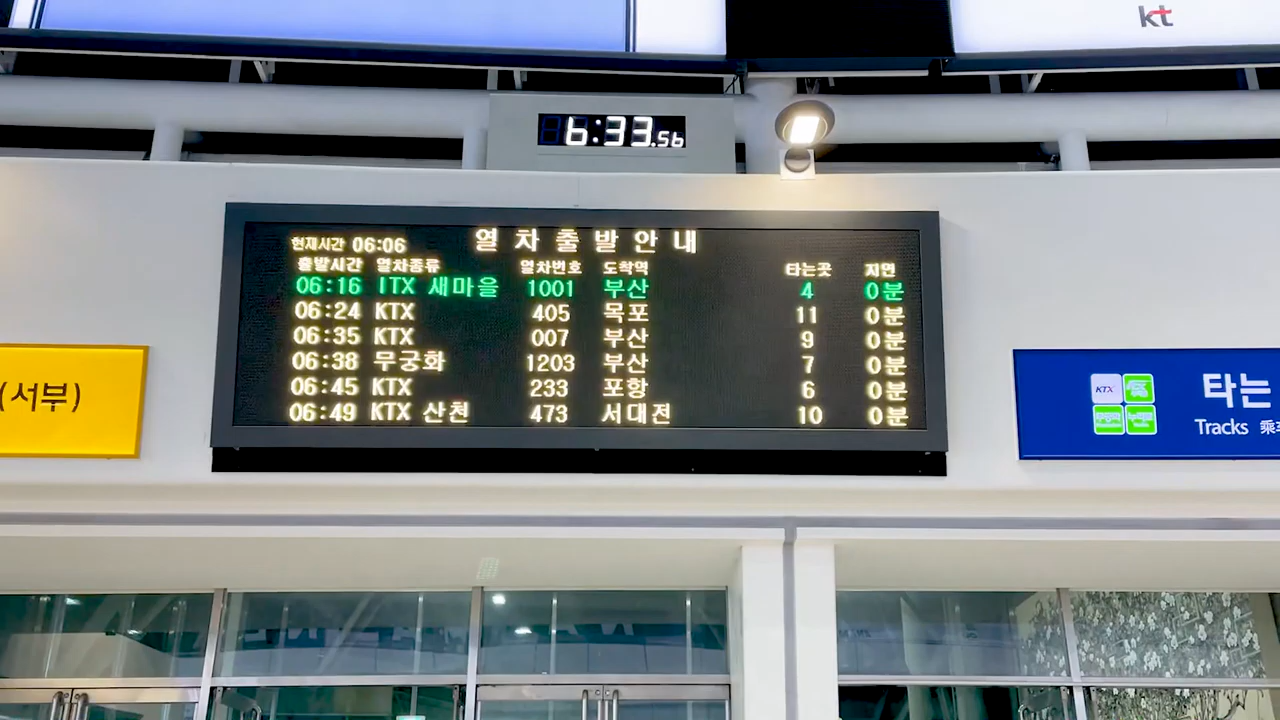 kt
6:33.56
현재시간 06:06 열차출발안내
출발시간 열차종류 열차번호 도착역 타는곳 지연
06:16 ITX 새마을 1001 부산 4 0분
06:24 KTX 405 목포 11 0분
06:35 KTX 007 부산 9 0분
06:38 무궁화 1203 부산 7 0분
06:45 KTX 233 포항 6 0분
06:49 KTX 산천 473 서대전 10 0분
(서부)
KTX
타는
Tracks 乘车